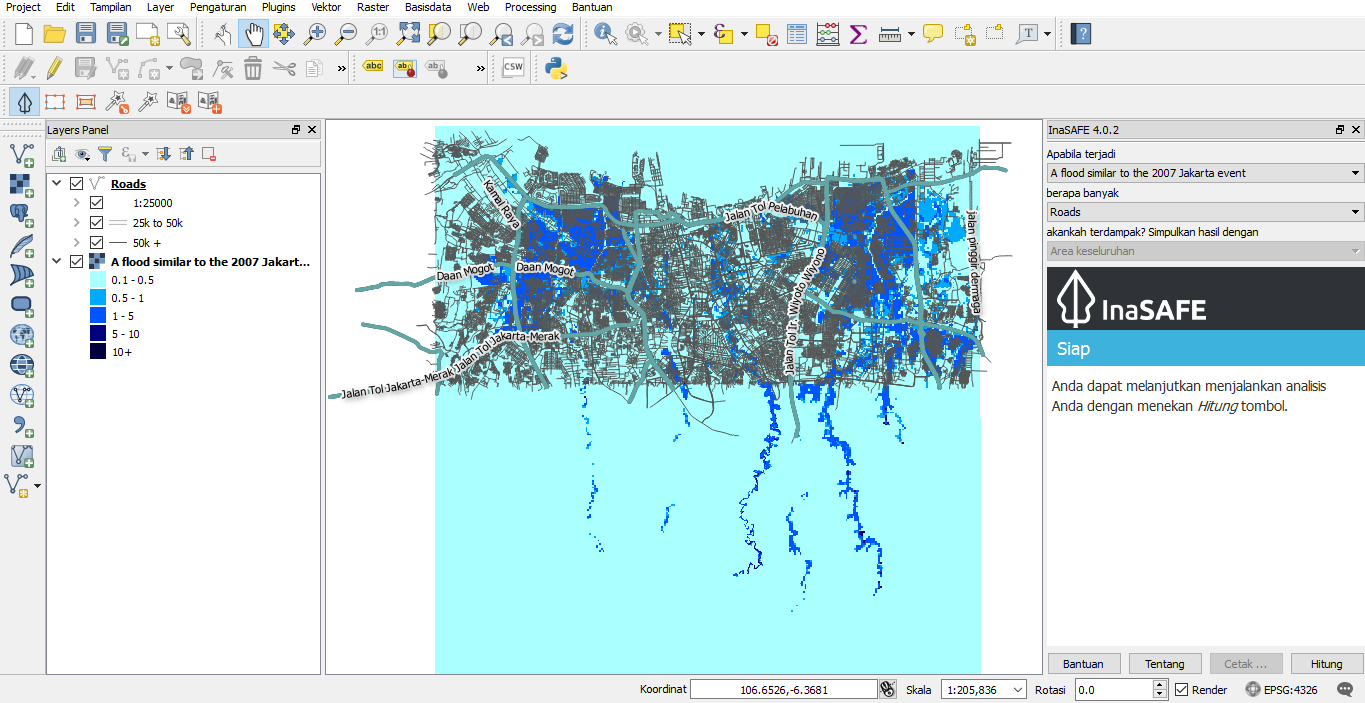 Project Edit Tampilan Layer Pengaturan Plugins Vektor Raster Basisdata Web Processing Bantuan
1:1
T
?
»
abc
ab
ab
»
CSW
Layers Panel
Roads
1:25000
25k to 50k
50k +
A flood similar to the 2007 Jakart...
0.1 - 0.5
0.5 - 1
1 - 5
5 - 10
10+
Kamal Raya
Jalan Tol Pelabuhan
Daan Mogot
Daan Mogot
Jalan Tol Ir. Wiyoto Wiyono
jalan pinggir dermaga
Jalan Tol Jakarta-Merak
Jalan Tol Jakarta-Merak
InaSAFE 4.0.2
Apabila terjadi
A flood similar to the 2007 Jakarta event
berapa banyak
Roads
akankah terdampak? Simpulkan hasil dengan
Area keseluruhan
InaSAFE
Siap
Anda dapat melanjutkan menjalankan analisis
Anda dengan menekan Hitung tombol.
Bantuan Tentang Cetak ... Hitung
Koordinat 106.6526,-6.3681 Skala 1:205,836 Rotasi 0.0 Render EPSG:4326